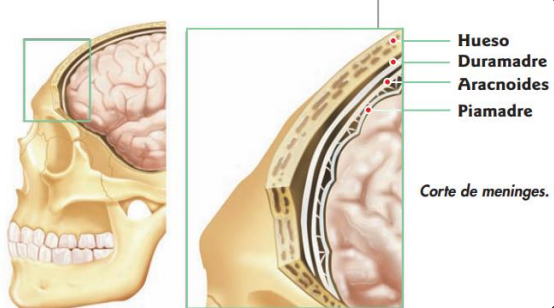 Hueso
Duramadre
Aracnoides
Piamadre
Corte de meninges.